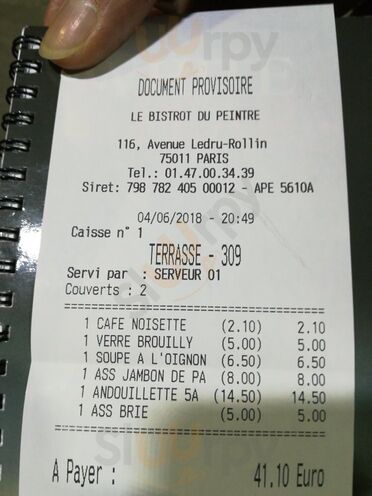 DOCUMENT PROVISOIRE
LE BISTROT DU PEINTRE
116, Avenue Ledru-Rollin
75011 PARIS
Tel.: 01.47.00.34.39
Siret: 798 782 405 00012 - APE 5610A
04/06/2018 - 20:49
Caisse n° 1
TERRASSE - 309
Servi par : SERVEUR 01
Couverts : 2
1 CAFE NOISETTE (2.10) 2.10
1 VERRE BROUILLY (5.00) 5.00
1 SOUPE A L'OIGNON (6.50) 6.50
1 ASS JAMBON DE PA (8.00) 8.00
1 ANDOUILLETTE 5A (14.50) 14.50
1 ASS BRIE (5.00) 5.00
A Payer : 41.10 Euro